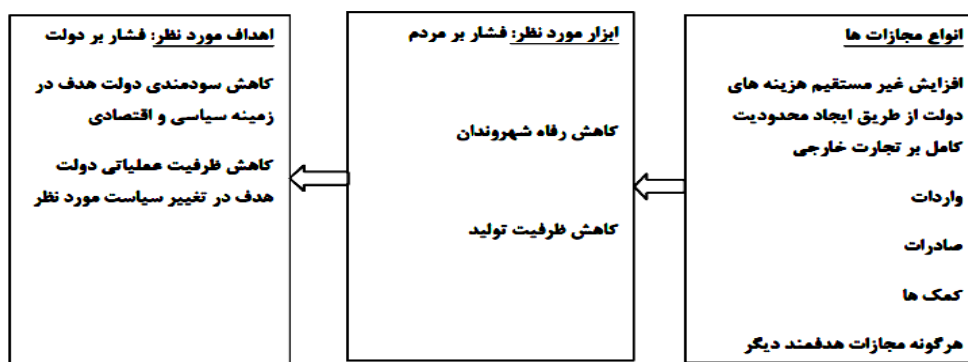 انواع مجازات ها
افزایش غیر مستقیم هزینه های
دولت از طریق ایجاد محدودیت
کامل بر تجارت خارجی
واردات
صادرات
کمک ها
هرگونه مجازات هدفمند دیگر
ابزار مورد نظر: فشار بر مردم
کاهش رفاه شهروندان
کاهش ظرفیت تولید
اهداف مورد نظر: فشار بر دولت
کاهش سودمندی دولت هدف در
زمینه سیاسی و اقتصادی
کاهش ظرفیت عملیاتی دولت
هدف در تغییر سیاست مورد نظر